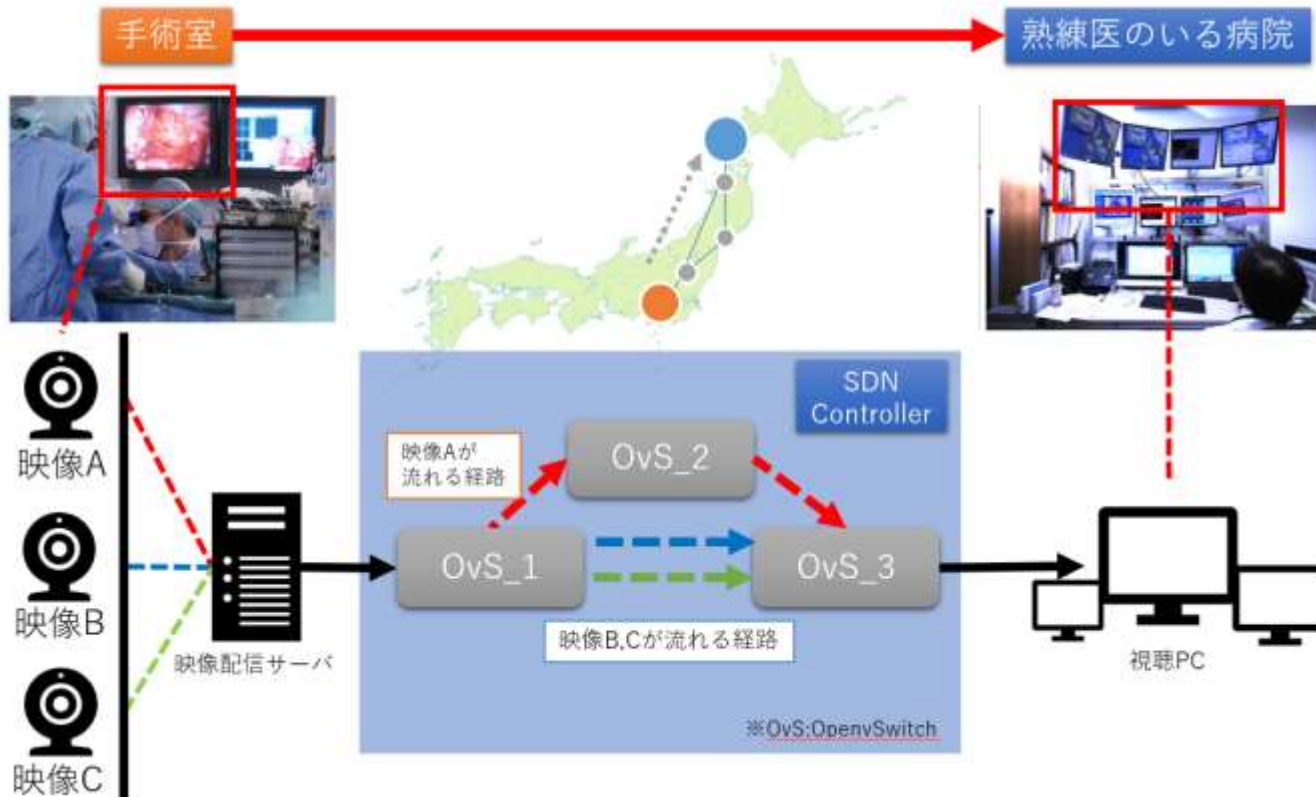 手術室
熟練医のいる病院
SDN
Controller
映像Aが
流れる経路
OvS_2
映像A
OvS_1
OvS_3
映像B
映像B,Cが流れる経路
映像配信サーバ
視聴PC
※OvS:OpenvSwitch
映像C